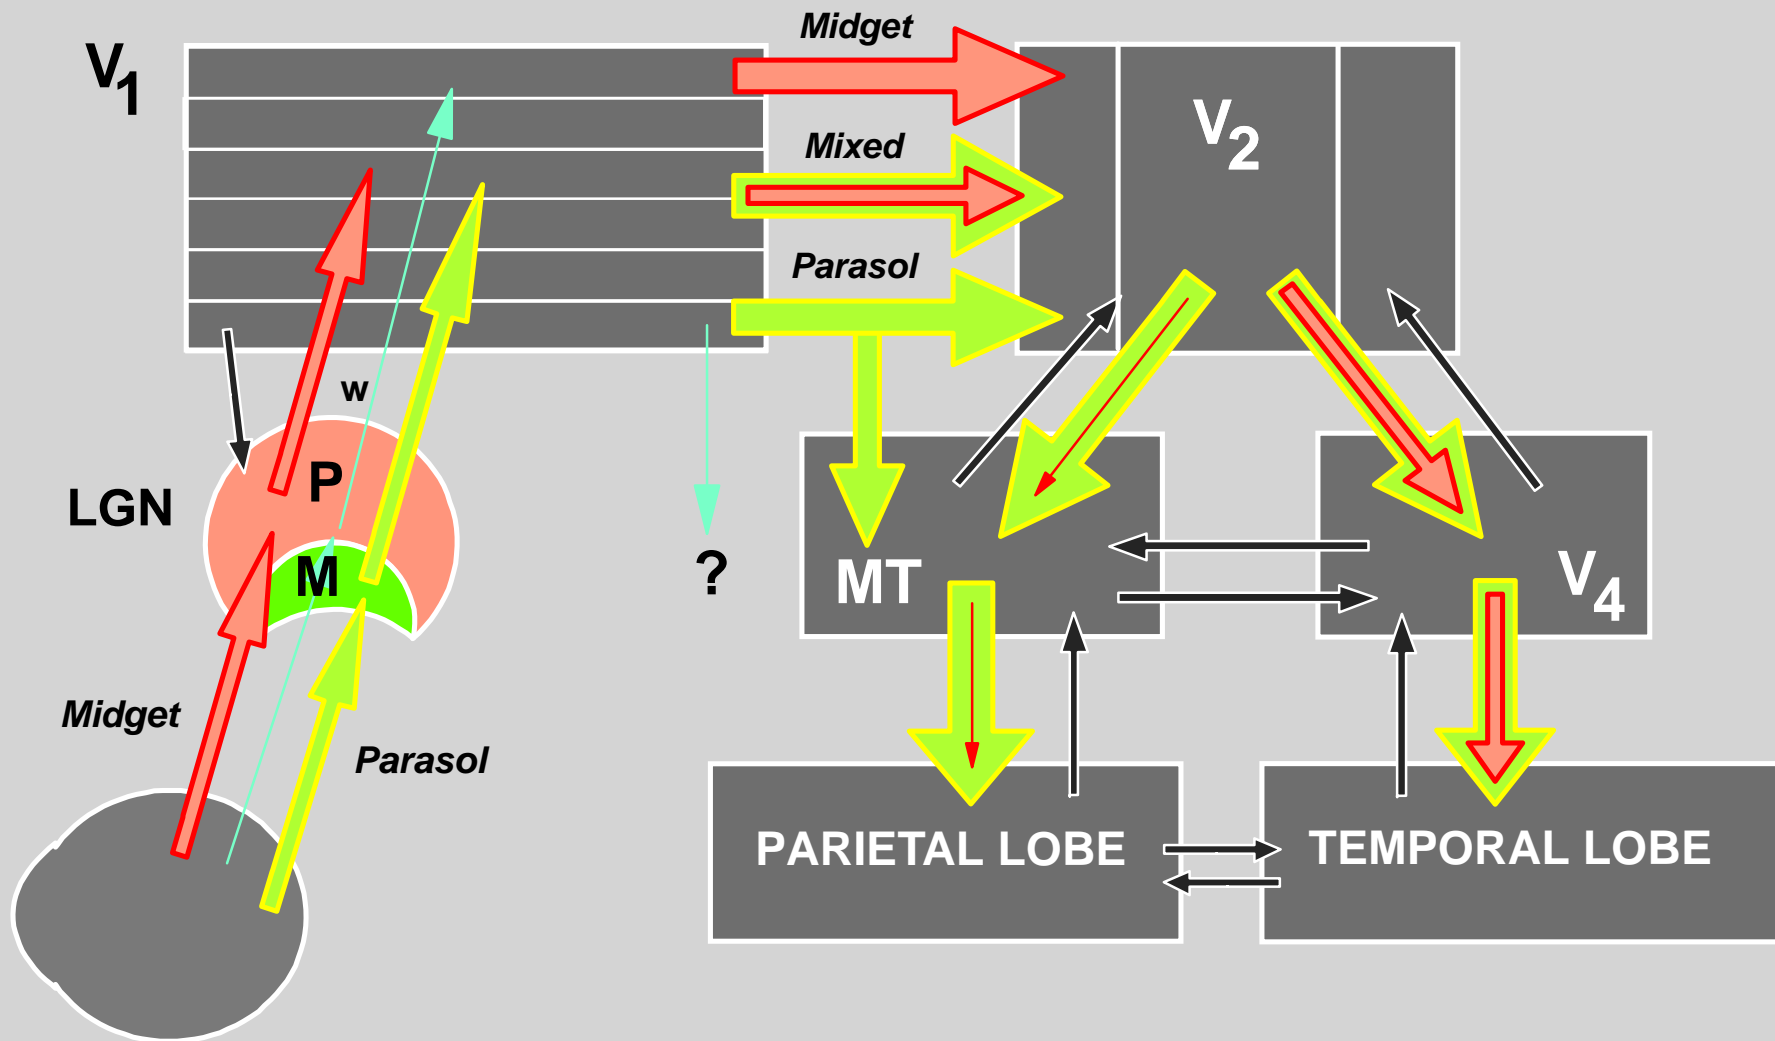 Midget
V1
Mixed
V2
Parasol
w
P
LGN
M
?
MT
V4
Midget
Parasol
PARIETAL LOBE
TEMPORAL LOBE